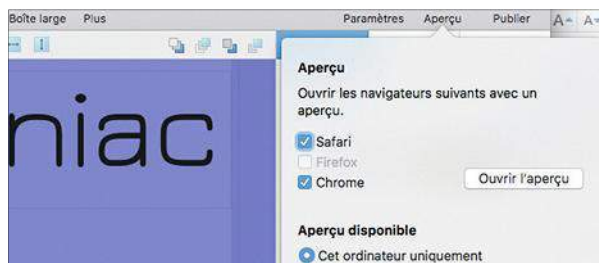 Boîte large Plus Paramètres Aperçu Publier A A
niac
Aperçu
Ouvrir les navigateurs suivants avec un
aperçu.
Safari
Firefox
Chrome Ouvrir l'aperçu
Aperçu disponible
Cet ordinateur uniquement